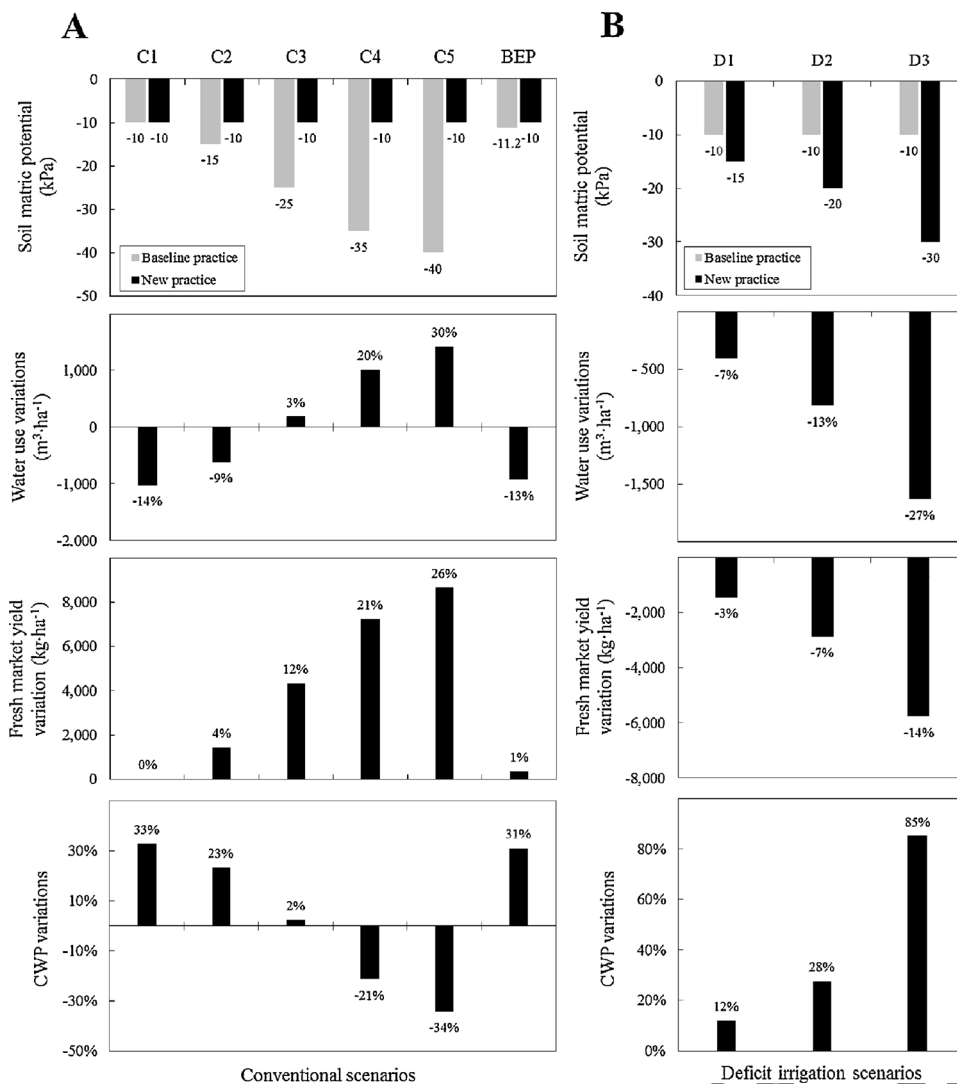 A
C1 C2 C3 C4 C5 BEP
Soil matric potential
(kPa)
0
-10
-20
-30
-40
-50
-10 -10 -15 -10 -25 -10 -35 -10 -40 -10 -11.2 -10
Baseline practice
New practice
Water use variations
(m³·ha⁻¹)
1,000
0
-1,000
-2,000
-14% -9% 3% 20% 30% -13%
Fresh market yield
variation (kg·ha⁻¹)
8,000
6,000
4,000
2,000
0
0% 4% 12% 21% 26% 1%
CWP variations
30%
10%
-10%
-30%
-50%
33% 23% 2% -21% -34% 31%
Conventional scenarios
B
D1 D2 D3
Soil matric potential
(kPa)
0
-10
-20
-30
-40
-10 -15 -10 -20 -10 -30
Baseline practice
New practice
Water use variations
(m³·ha⁻¹)
-500
-1,000
-1,500
-7% -13% -27%
Fresh market yield
variation (kg·ha⁻¹)
-2,000
-4,000
-6,000
-8,000
-3% -7% -14%
CWP variations
80%
60%
40%
20%
0%
12% 28% 85%
Deficit irrigation scenarios